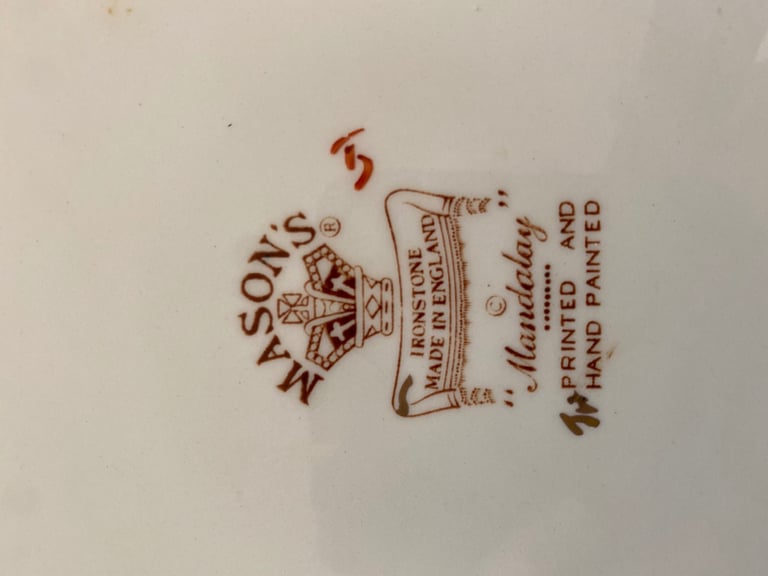 MASON'S ®
IRONSTONE
MADE IN ENGLAND
©
"Mandalay"
PRINTED AND
HAND PAINTED